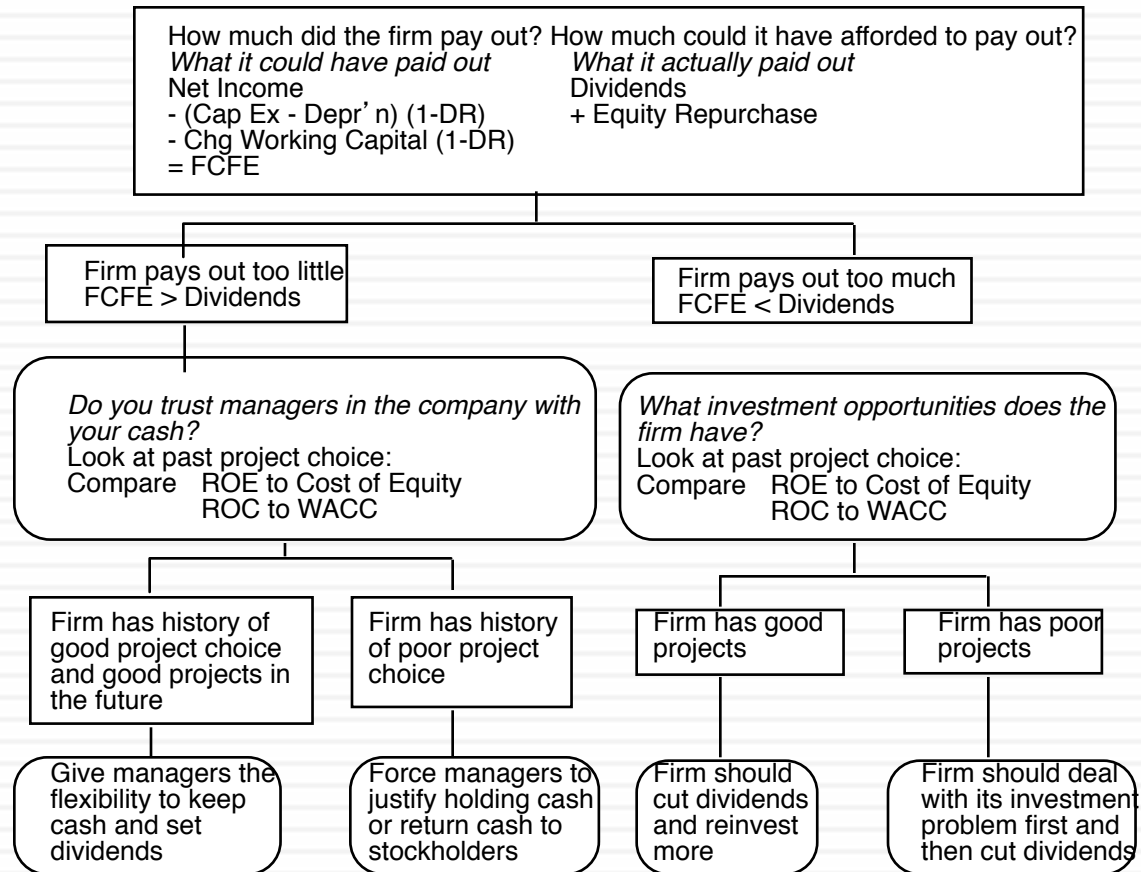 How much did the firm pay out? How much could it have afforded to pay out?
What it could have paid out
What it actually paid out
Net Income
Dividends
- (Cap Ex - Depr’n) (1-DR)
+ Equity Repurchase
- Chg Working Capital (1-DR)
= FCFE
Firm pays out too little
FCFE > Dividends
Firm pays out too much
FCFE < Dividends
Do you trust managers in the company with
your cash?
Look at past project choice:
Compare ROE to Cost of Equity
ROC to WACC
What investment opportunities does the
firm have?
Look at past project choice:
Compare ROE to Cost of Equity
ROC to WACC
Firm has history of
good project choice
and good projects in
the future
Firm has history
of poor project
choice
Firm has good
projects
Firm has poor
projects
Give managers the
flexibility to keep
cash and set
dividends
Force managers to
justify holding cash
or return cash to
stockholders
Firm should
cut dividends
and reinvest
more
Firm should deal
with its investment
problem first and
then cut dividends